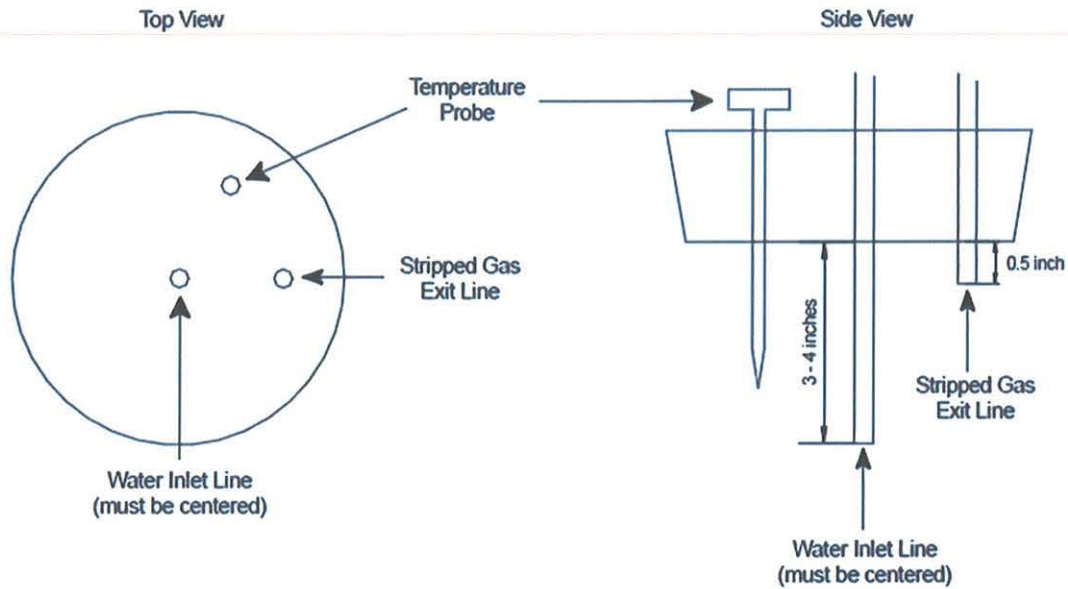 Top View
Side View
Temperature
Probe
Stripped Gas
Exit Line
Water Inlet Line
(must be centered)
3 - 4 inches
0.5 inch
Stripped Gas
Exit Line
Water Inlet Line
(must be centered)